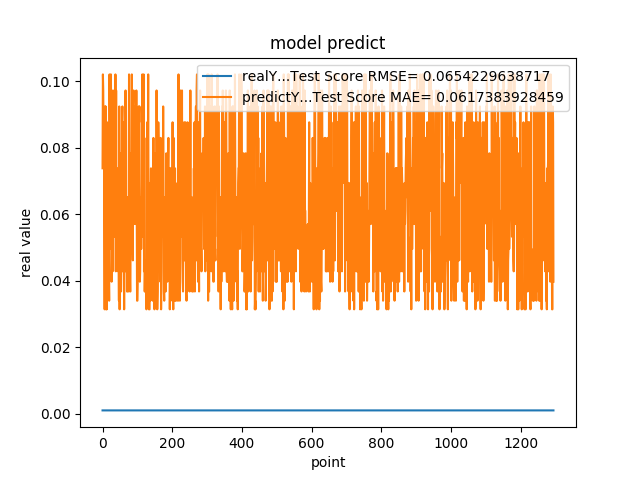 model predict
realY...Test Score RMSE= 0.0654229638717
predictY...Test Score MAE= 0.0617383928459
0.10
0.08
0.06
0.04
0.02
0.00
real value
0 200 400 600 800 1000 1200
point